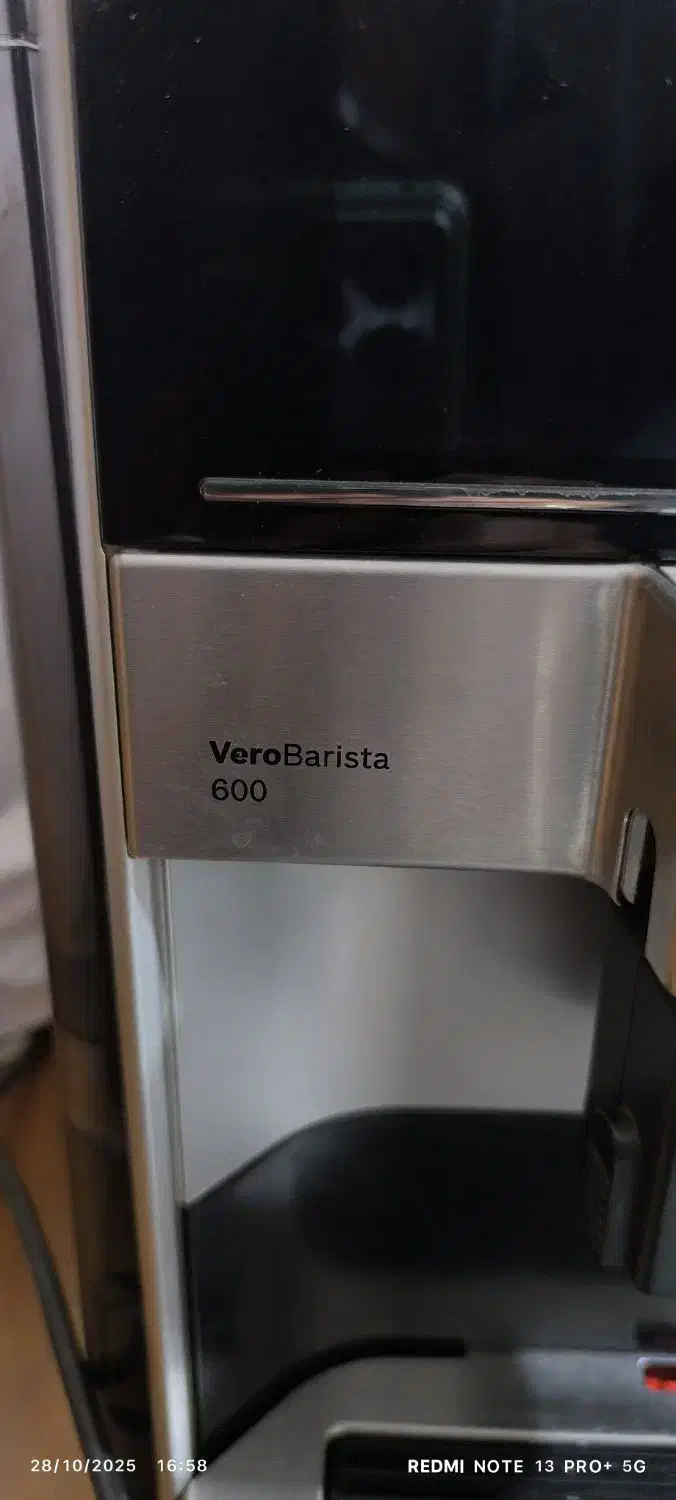 VeroBarista
600
28/10/2025 16:58 REDMI NOTE 13 PRO+ 5G